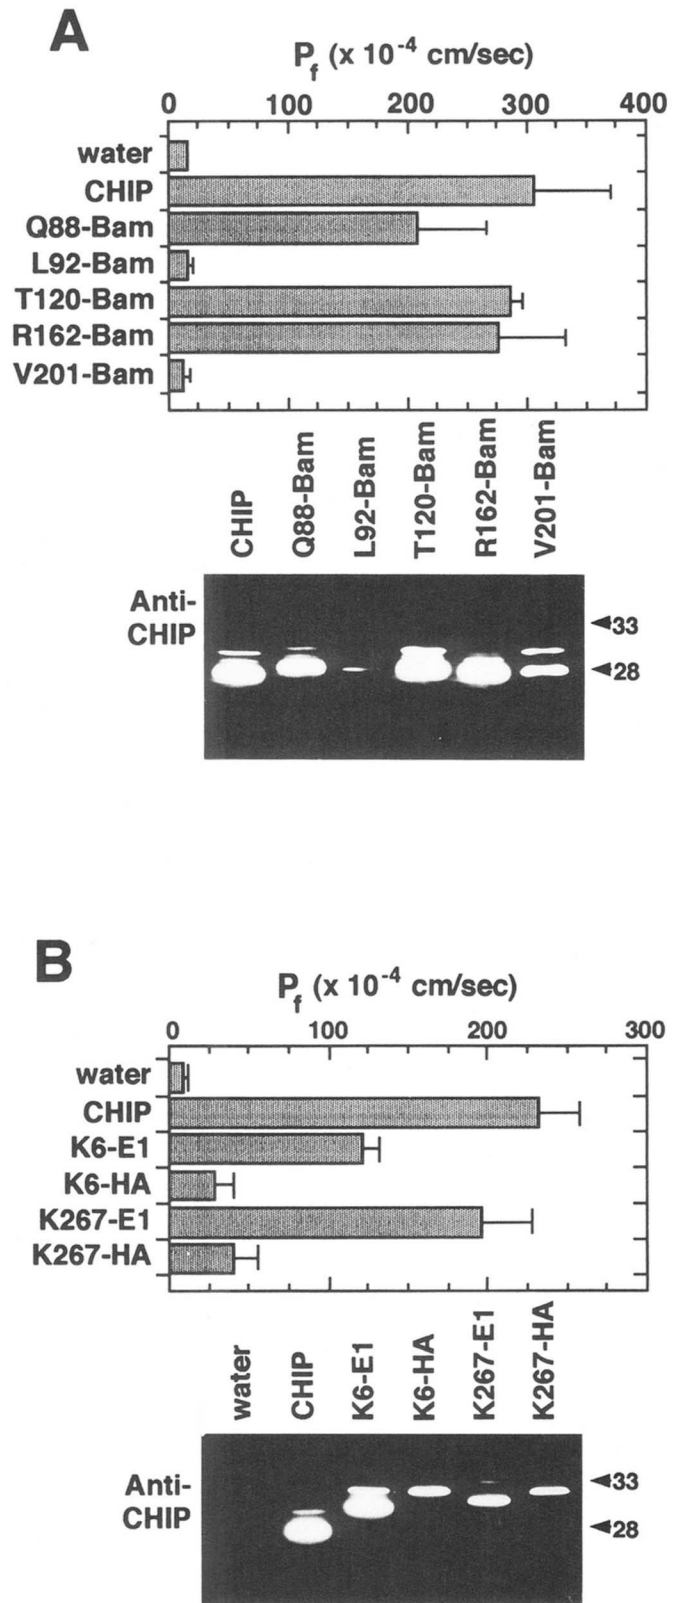 A
Pf (x 10-4 cm/sec)
0 100 200 300 400
water
CHIP
Q88-Bam
L92-Bam
T120-Bam
R162-Bam
V201-Bam
CHIP Q88-Bam L92-Bam T120-Bam R162-Bam V201-Bam
Anti-
CHIP
33
28
B
Pf (x 10-4 cm/sec)
0 100 200 300
water
CHIP
K6-E1
K6-HA
K267-E1
K267-HA
water CHIP K6-E1 K6-HA K267-E1 K267-HA
Anti-
CHIP
33
28